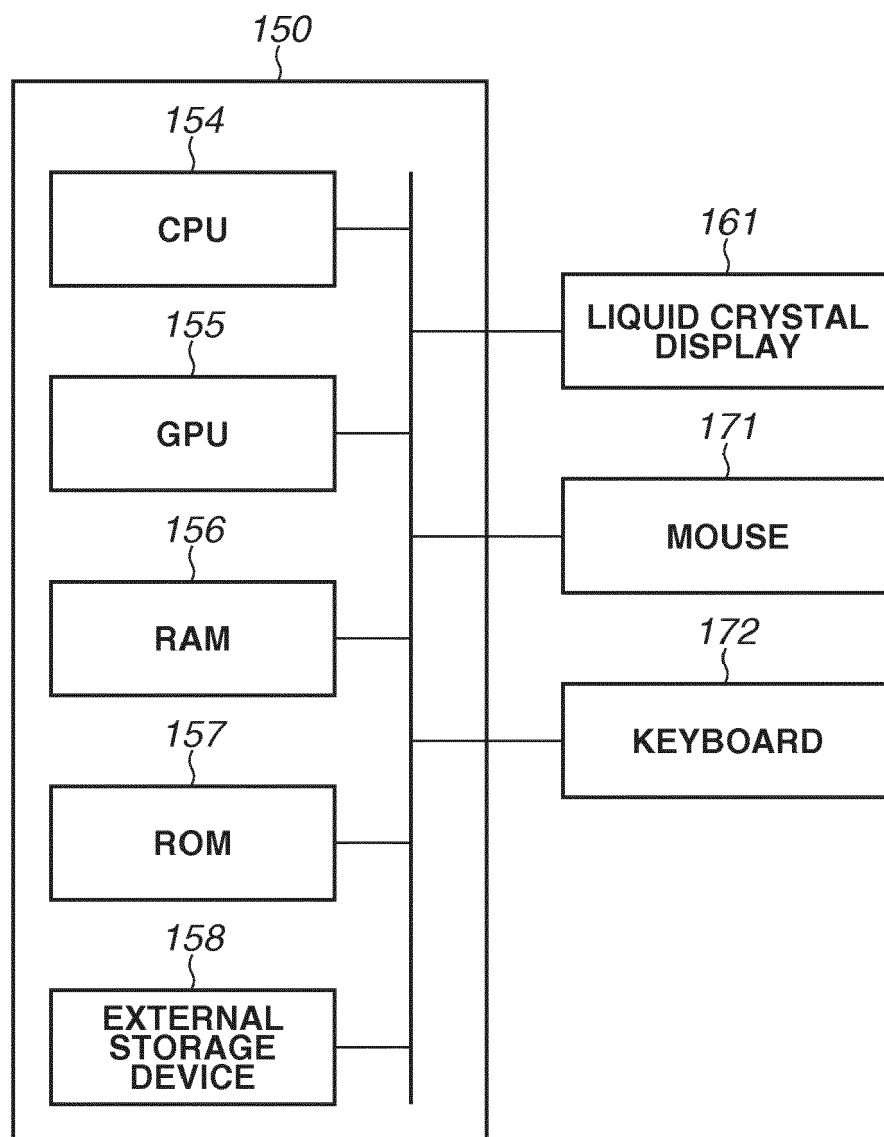 150
154
CPU
161
LIQUID CRYSTAL
DISPLAY
155
GPU
171
MOUSE
156
RAM
172
KEYBOARD
157
ROM
158
EXTERNAL
STORAGE
DEVICE